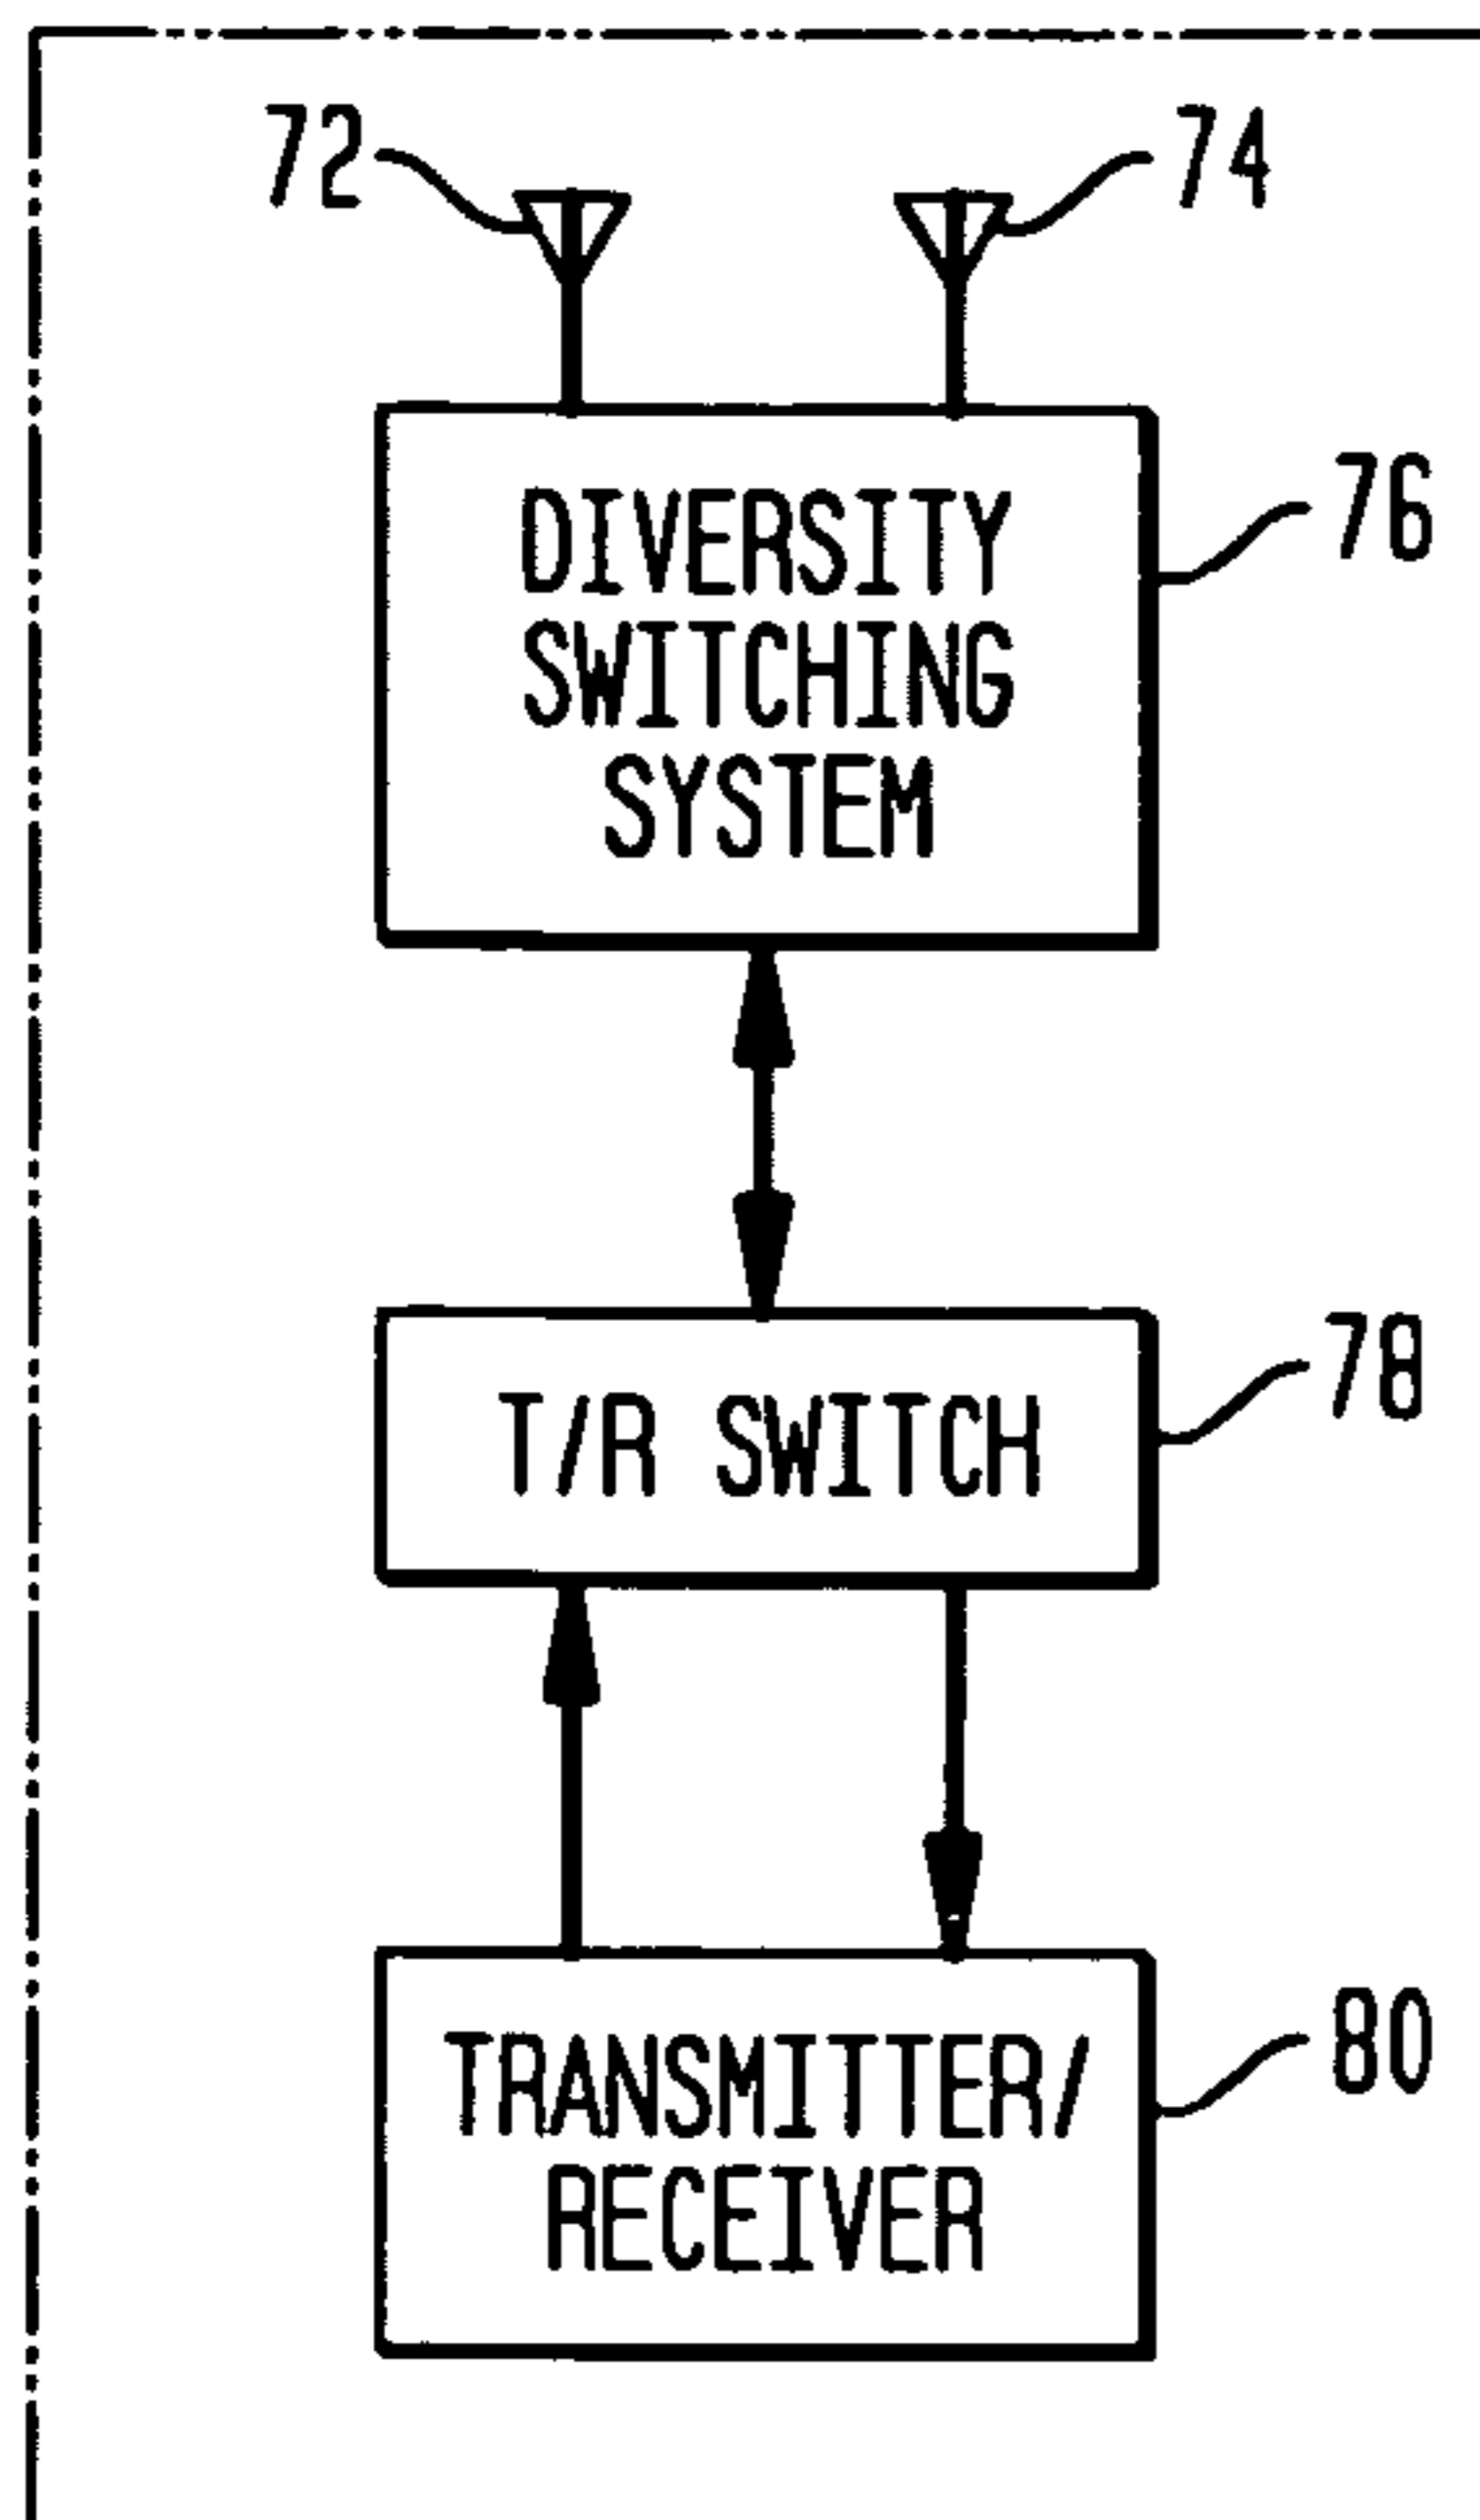 72
74
DIVERSITY
SWITCHING
SYSTEM
76
T/R SWITCH
78
TRANSMITTER/
RECEIVER
80